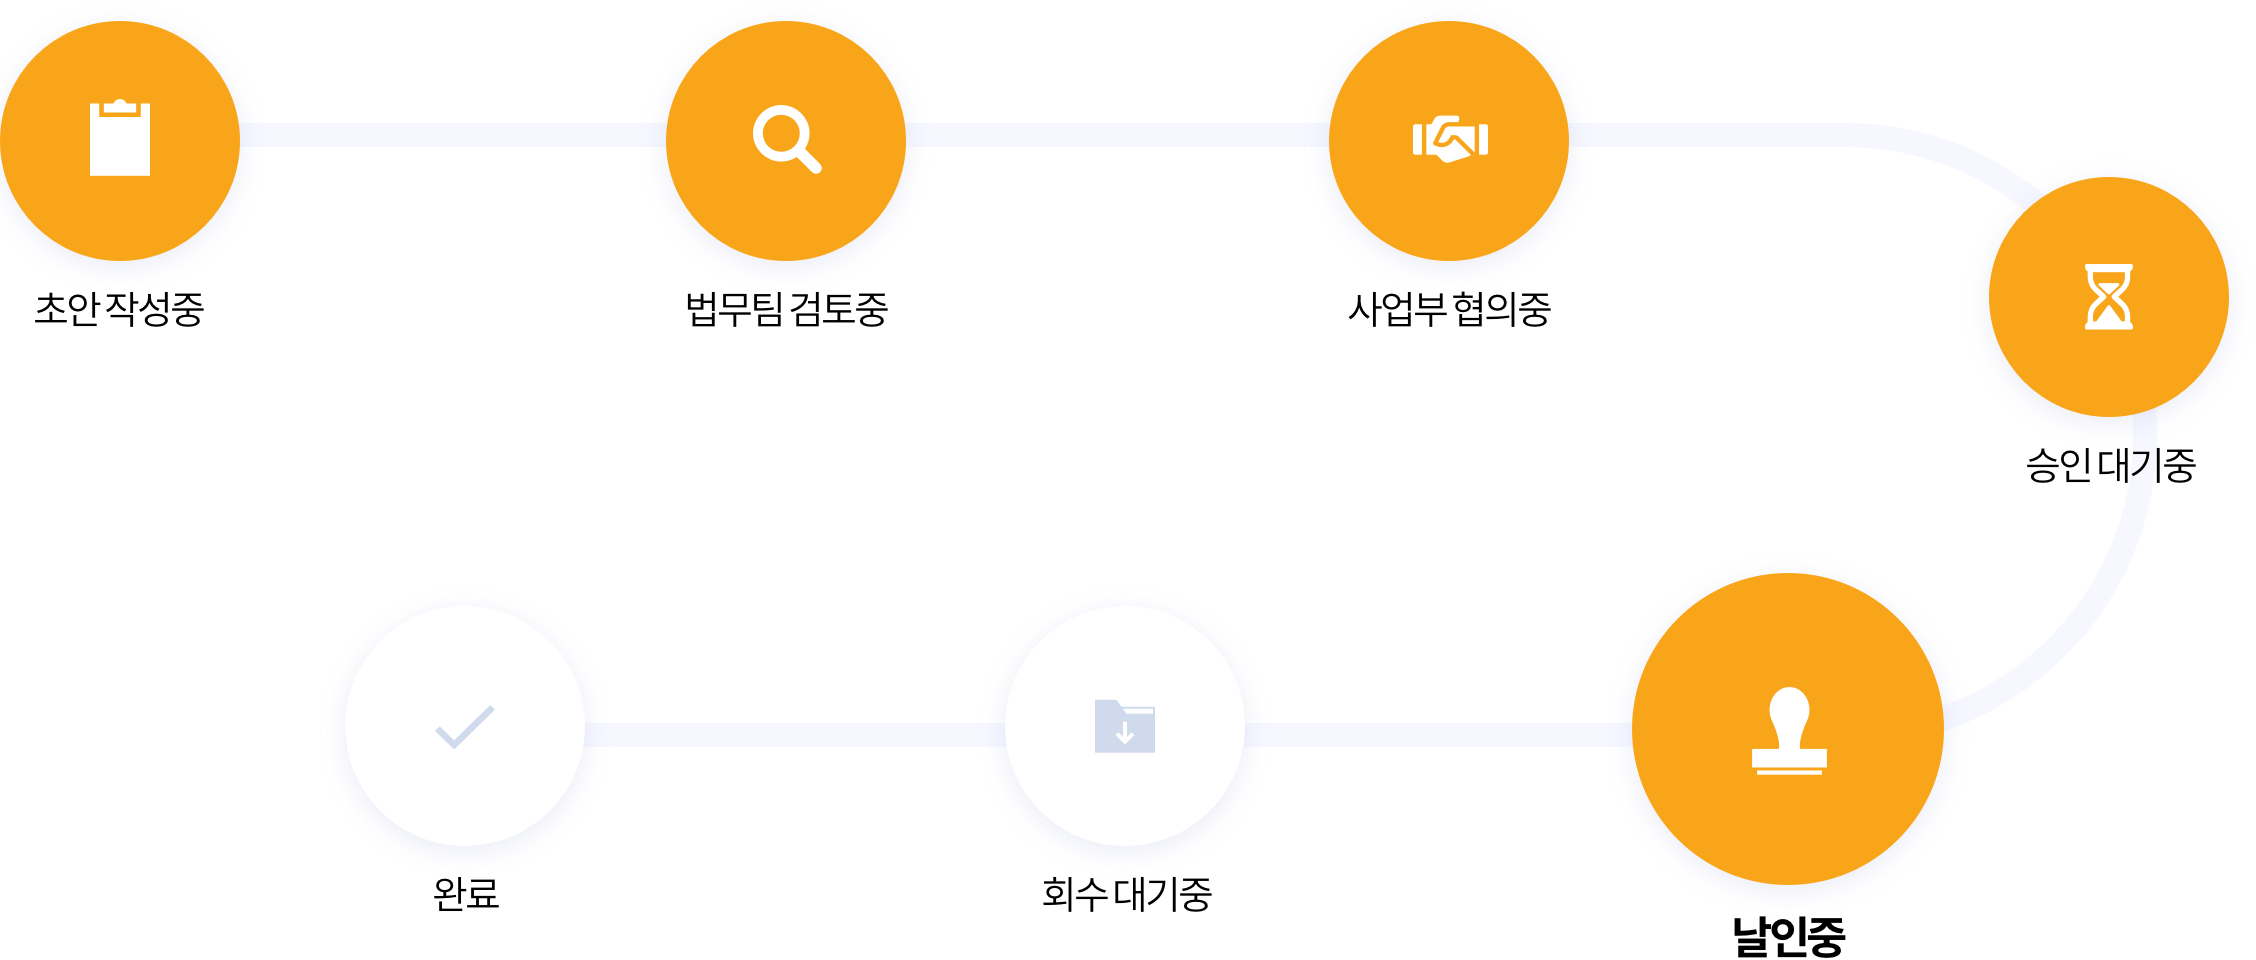 초안 작성중
법무팀 검토중
사업부 협의중
승인 대기중
날인중
회수 대기중
완료